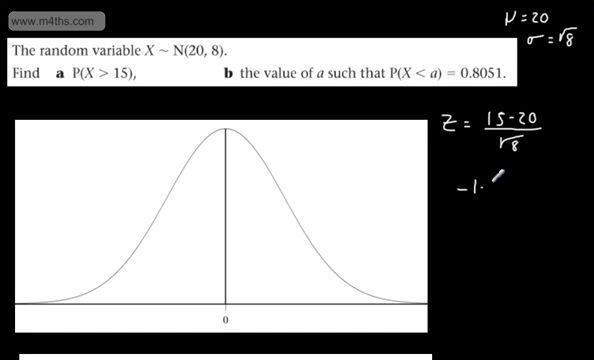 www.m4ths.com
μ = 20
σ = √8
The random variable X ~ N(20, 8).
Find a P(X > 15), b the value of a such that P(X < a) = 0.8051.
Z = 15-20 / √8
-1.
0